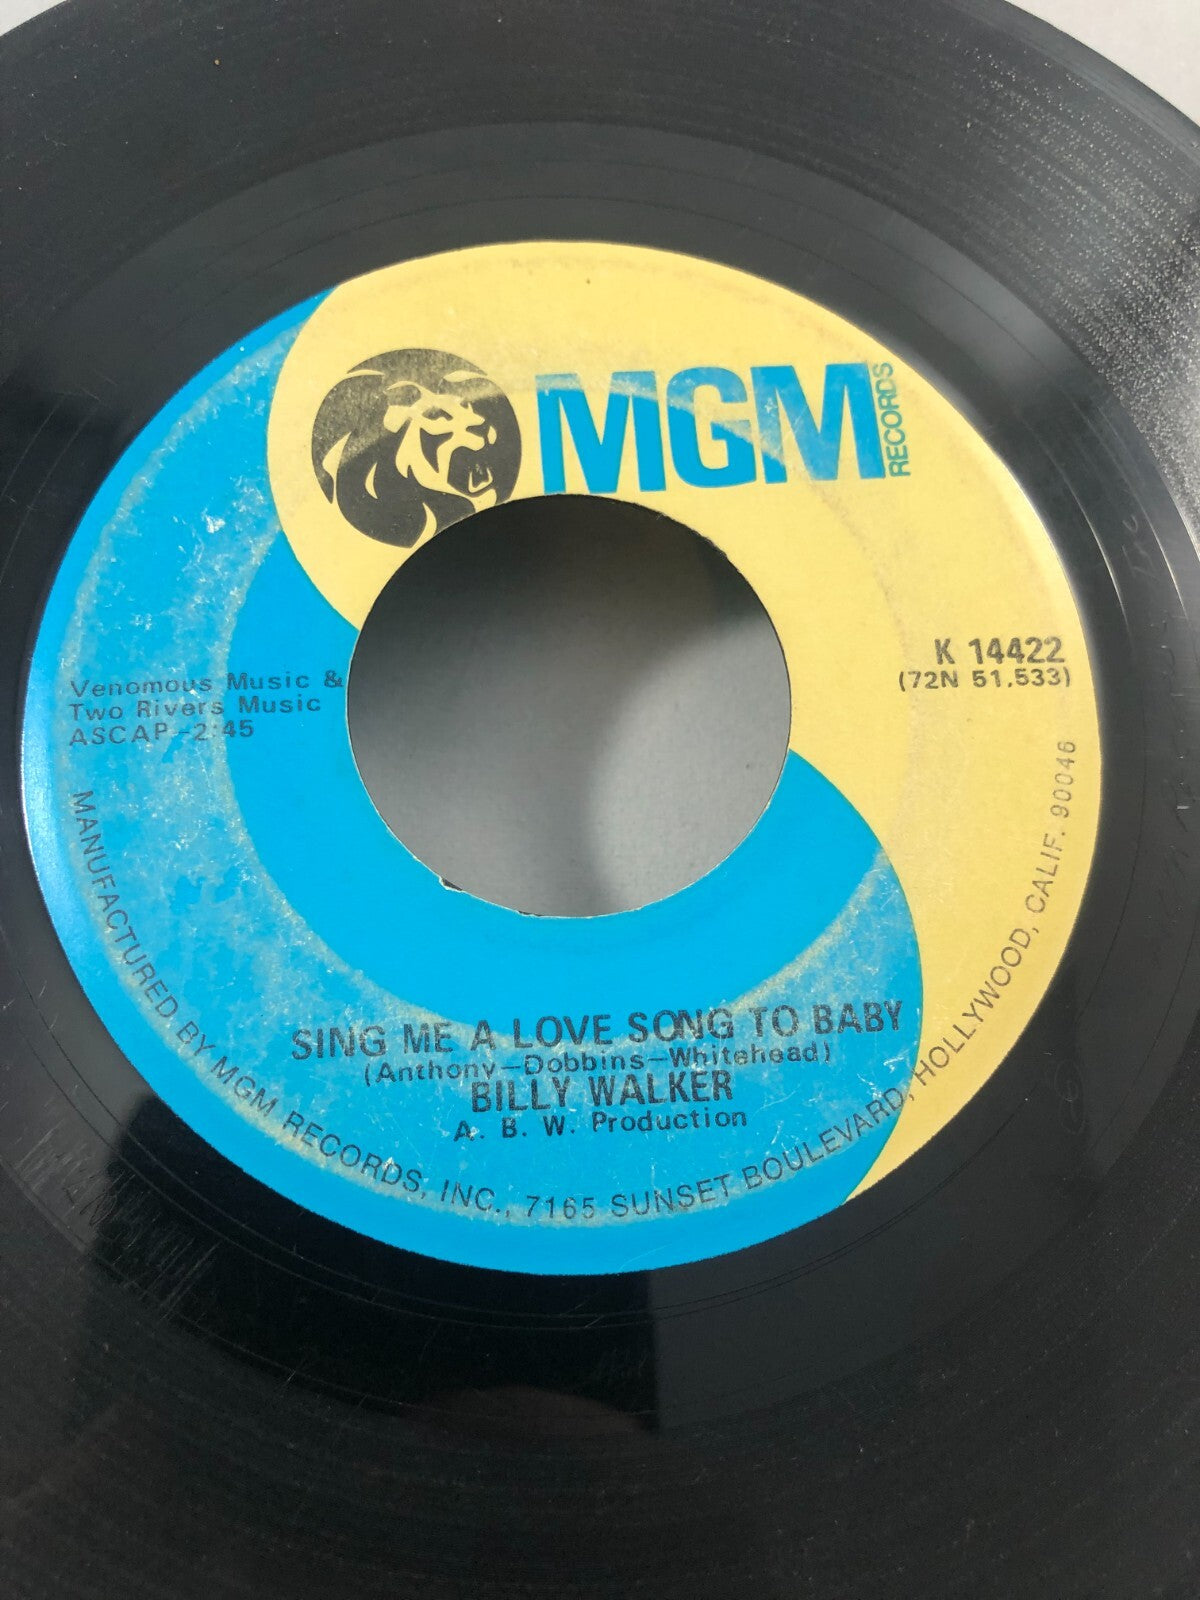 MGM RECORDS
K 14422
(72N 51,533)
Venomous Music &
Two Rivers Music
ASCAP-2:45
SING ME A LOVE SONG TO BABY
(Anthony-Dobbins-Whitehead)
BILLY WALKER
A. B. W. Production
MANUFACTURED BY MGM RECORDS, INC., 7165 SUNSET BOULEVARD, HOLLYWOOD, CALIF. 90046